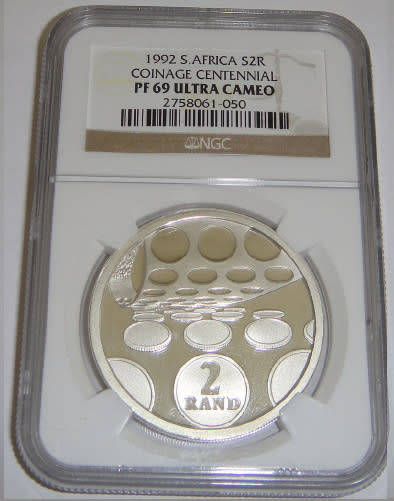 1992 S.AFRICA S2R
COINAGE CENTENNIAL
PF 69 ULTRA CAMEO
2758061-050
NGC
2
RAND